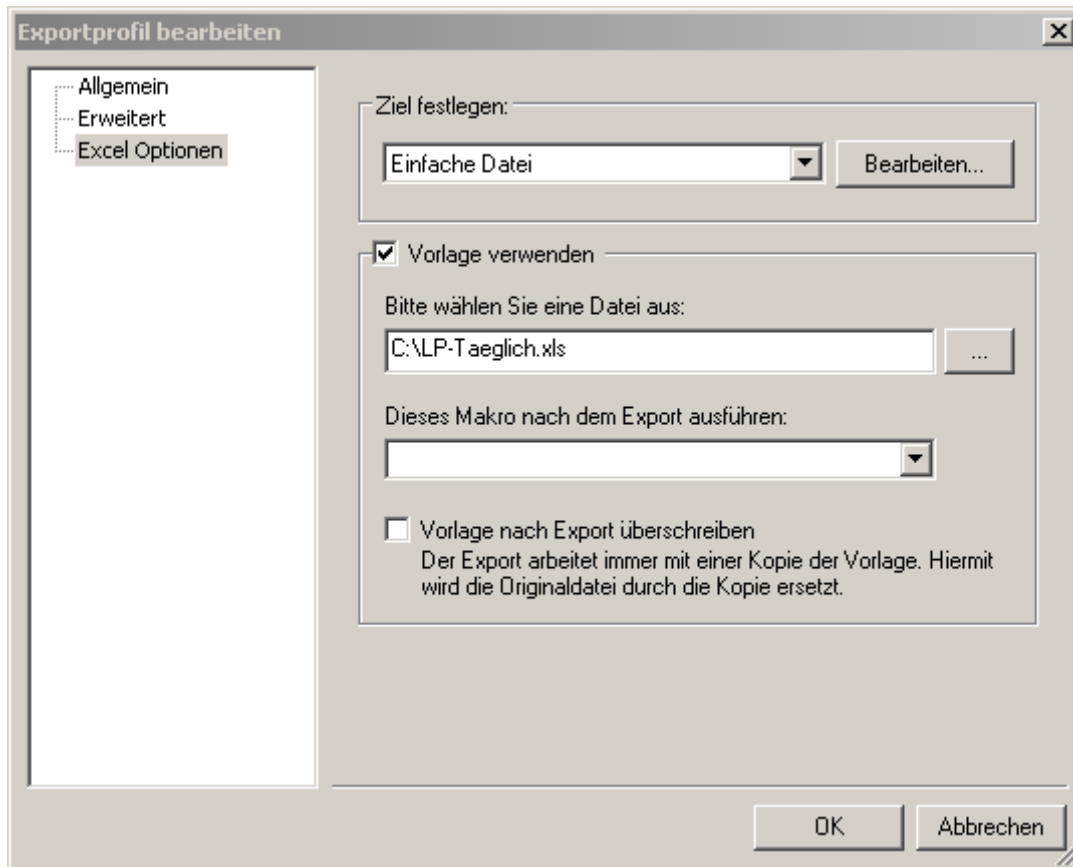 Exportprofil bearbeiten
Allgemein
Erweitert
Excel Optionen
Ziel festlegen:
Einfache Datei
Bearbeiten...
Vorlage verwenden
Bitte wählen Sie eine Datei aus:
C:\LP-Taeglich.xls
...
Dieses Makro nach dem Export ausführen:
Vorlage nach Export überschreiben
Der Export arbeitet immer mit einer Kopie der Vorlage. Hiermit
wird die Originaldatei durch die Kopie ersetzt.
OK
Abbrechen